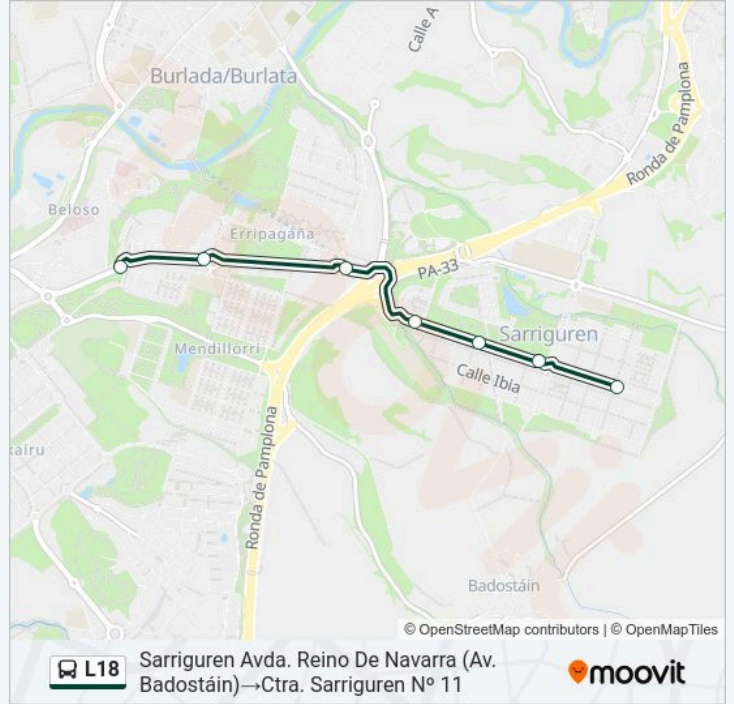 Calle A
Burlada/Burlata
Ronda de Pamplona
Beloso
Erripagaña
PA-33
Sarriguren
Mendillorri
Calle Ibia
Ronda de Pamplona
kairu
Badostáin
© OpenStreetMap contributors | © OpenMapTiles
L18
Sarriguren Avda. Reino De Navarra (Av.
Badostáin)→Ctra. Sarriguren Nº 11
moovit